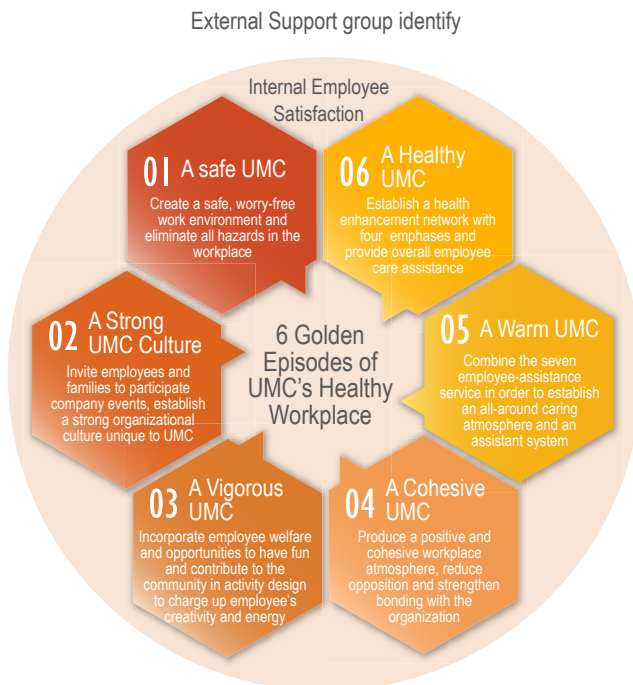 External Support group identify
Internal Employee
Satisfaction
01 A safe UMC
Create a safe, worry-free
work environment and
eliminate all hazards in the
workplace
06 A Healthy
UMC
Establish a health
enhancement network with
four emphases and
provide overall employee
care assistance
02 A Strong
UMC Culture
Invite employees and
families to participate
company events, establish
a strong organizational
culture unique to UMC
6 Golden
Episodes of
UMC's Healthy
Workplace
05 A Warm UMC
Combine the seven
employee-assistance
service in order to establish
an all-around caring
atmosphere and an
assistant system
03 A Vigorous
UMC
Incorporate employee welfare
and opportunities to have fun
and contribute to the
community in activity design
to charge up employee's
creativity and energy
04 A Cohesive
UMC
Produce a positive and
cohesive workplace
atmosphere, reduce
opposition and strengthen
bonding with the
organization